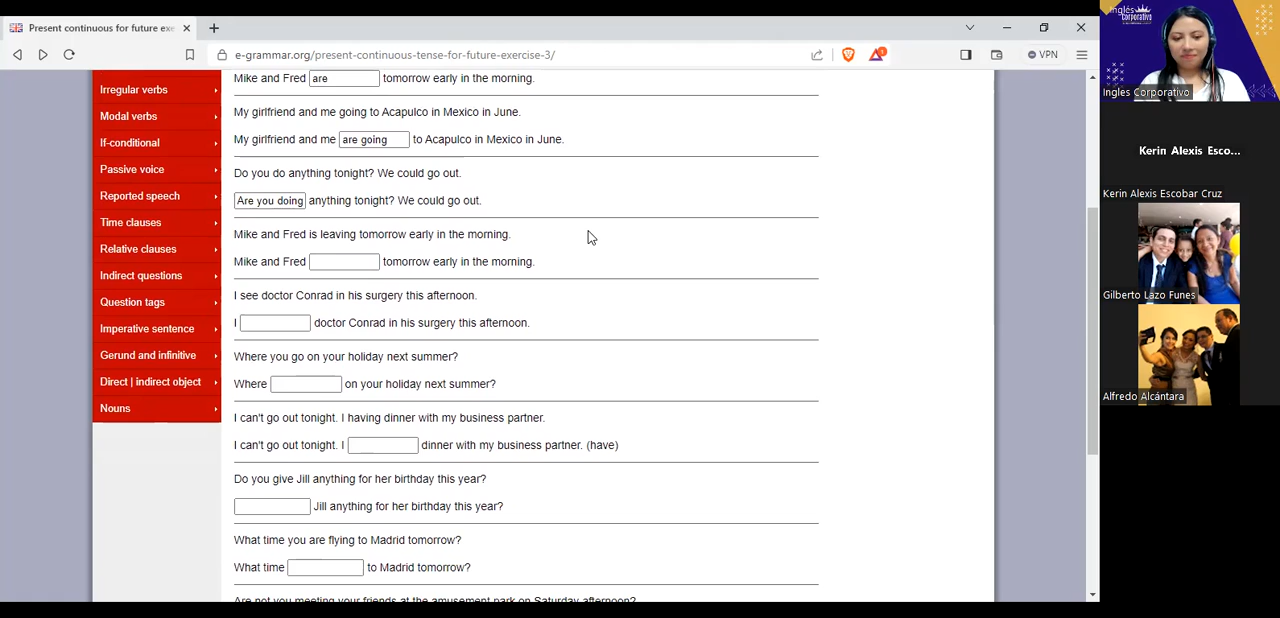 Present continuous for future exe
e-grammar.org/present-continuous-tense-for-future-exercise-3/
1
VPN
Irregular verbs
Modal verbs
If-conditional
Passive voice
Reported speech
Time clauses
Relative clauses
Indirect questions
Question tags
Imperative sentence
Gerund and infinitive
Direct | indirect object
Nouns
Mike and Fred are tomorrow early in the morning.
My girlfriend and me going to Acapulco in Mexico in June.
My girlfriend and me are going to Acapulco in Mexico in June.
Do you do anything tonight? We could go out.
Are you doing anything tonight? We could go out.
Mike and Fred is leaving tomorrow early in the morning.
Mike and Fred tomorrow early in the morning.
I see doctor Conrad in his surgery this afternoon.
I doctor Conrad in his surgery this afternoon.
Where you go on your holiday next summer?
Where on your holiday next summer?
I can't go out tonight. I having dinner with my business partner.
I can't go out tonight. I dinner with my business partner. (have)
Do you give Jill anything for her birthday this year?
Jill anything for her birthday this year?
What time you are flying to Madrid tomorrow?
What time to Madrid tomorrow?
Are not you meeting your friends at the amusement park on Saturday afternoon?
Inglés
Corporativo
Ingles Corporativo
Kerin Alexis Esco...
Kerin Alexis Escobar Cruz
Gilberto Lazo Funes
Alfredo Alcántara